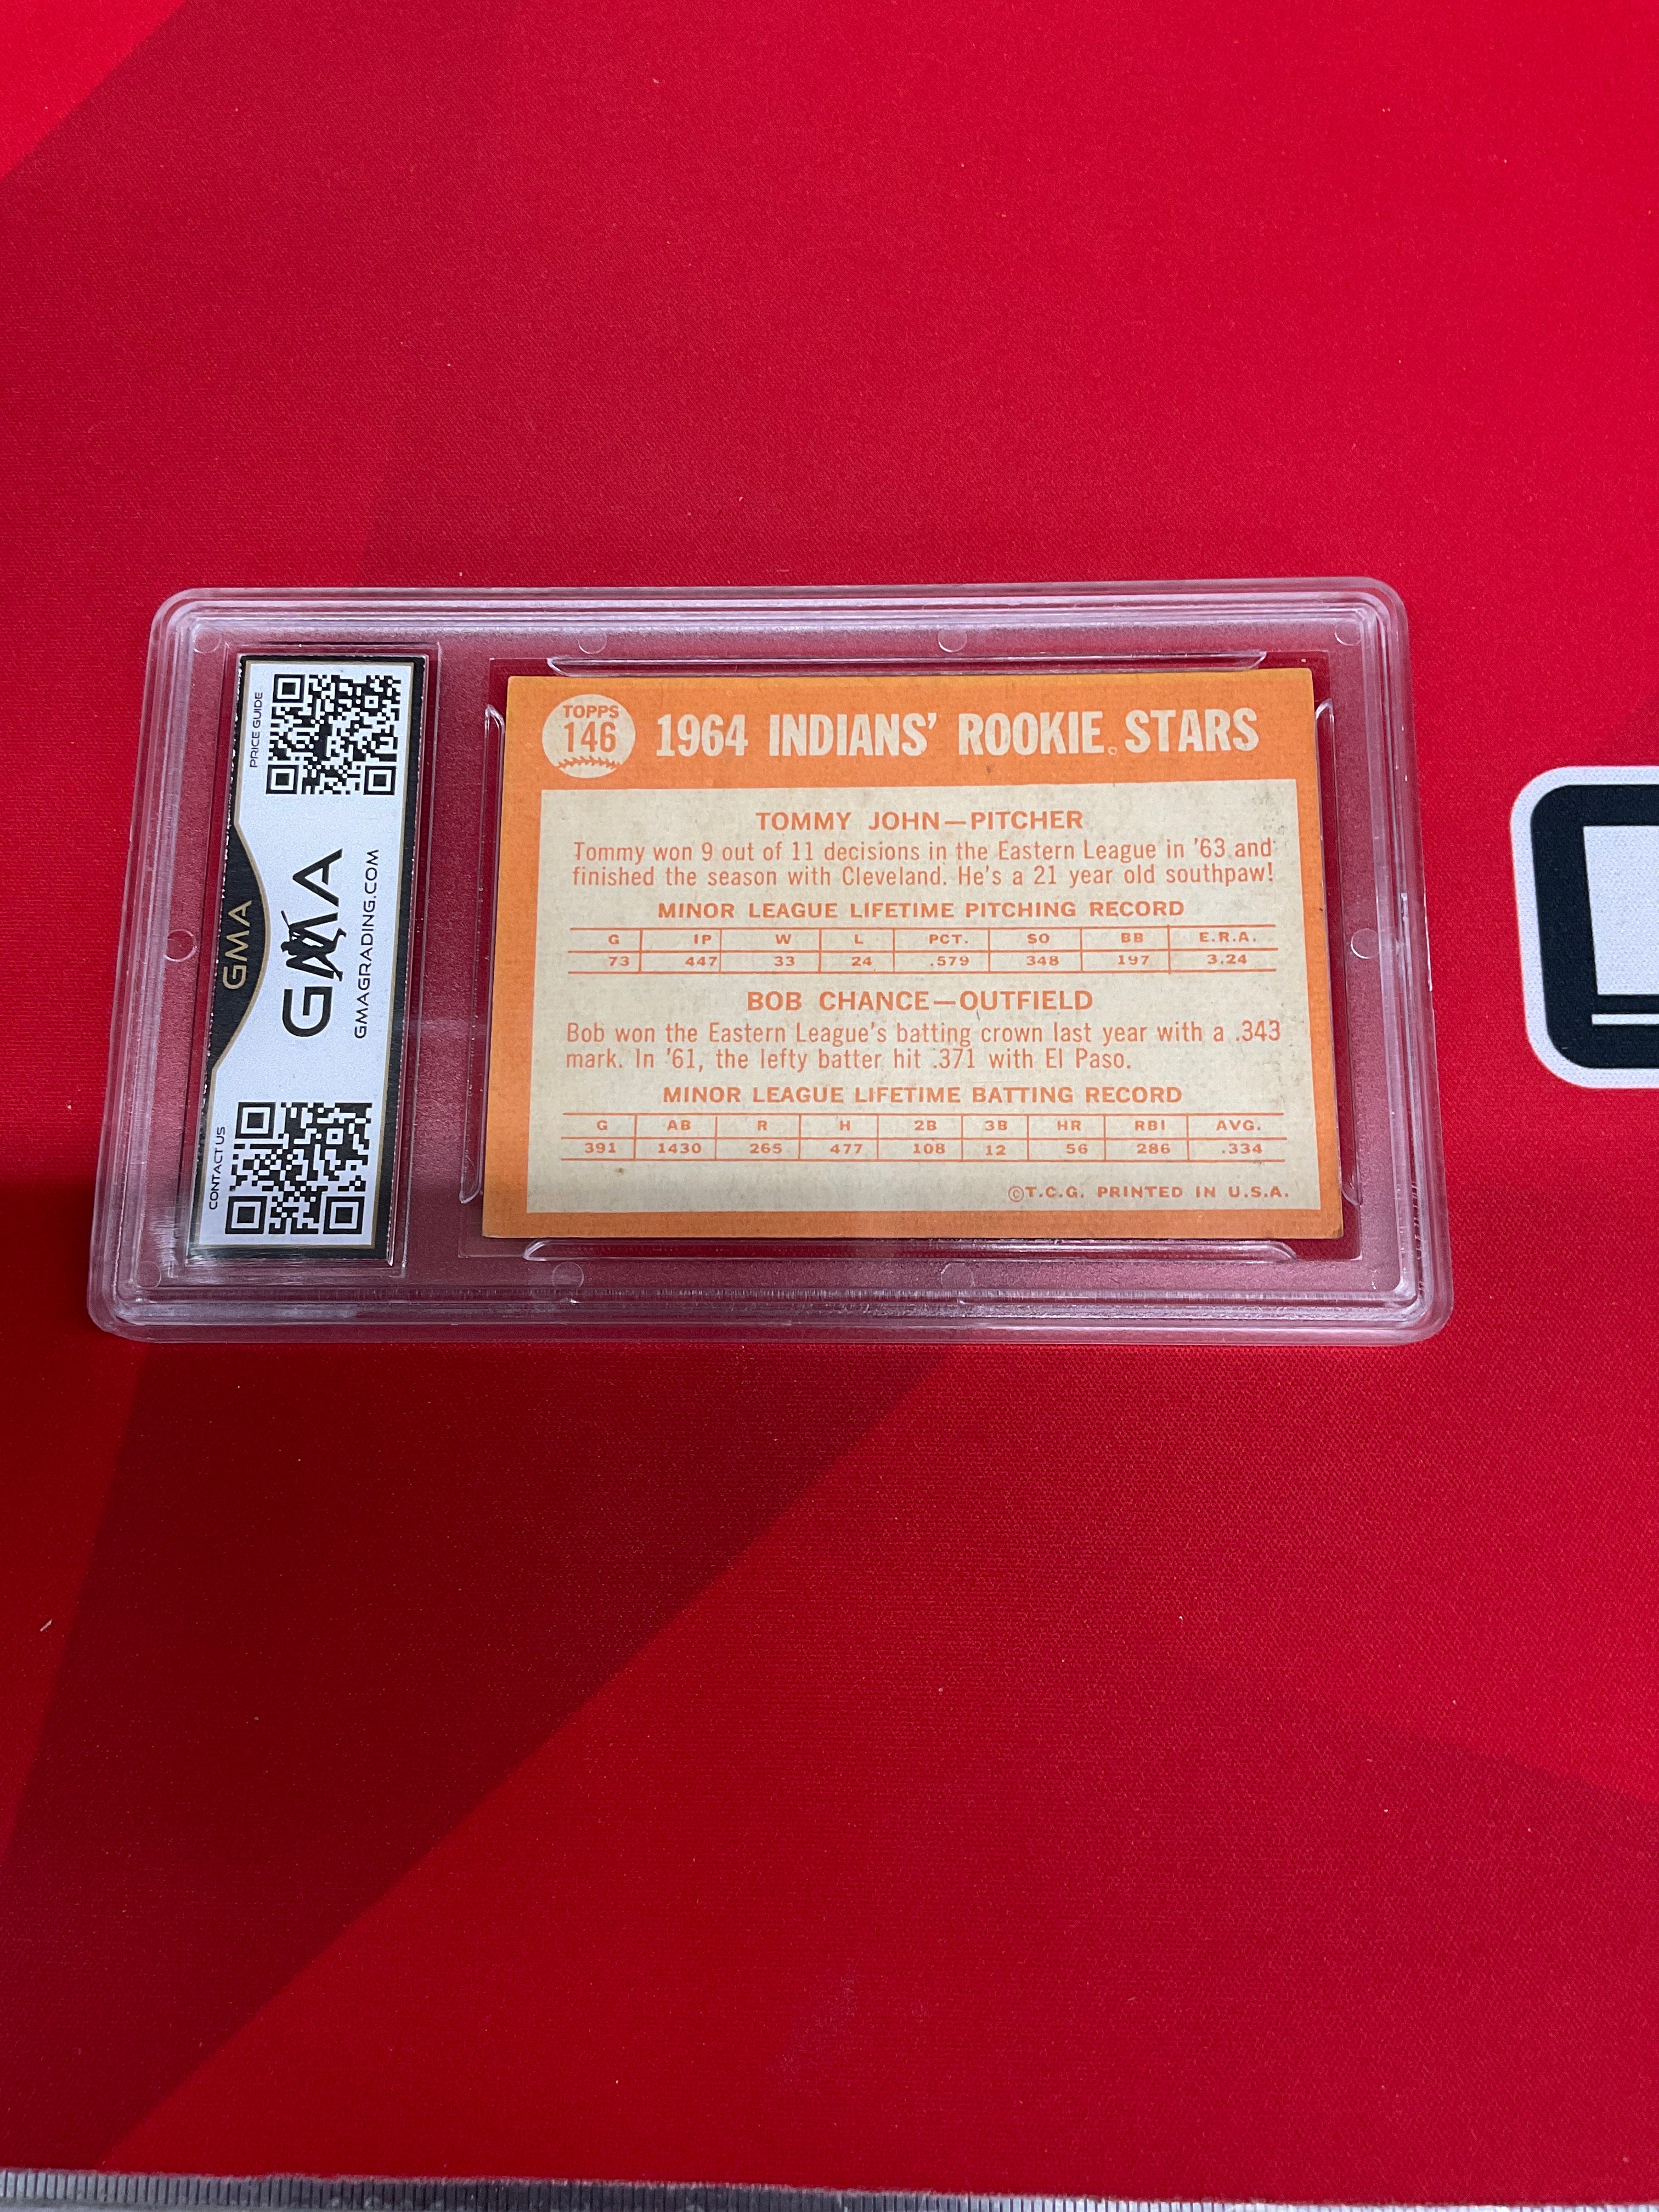 PRICE GUIDE
GMA
GMA
GMAGRADING.COM
CONTACT US
TOPPS
146
1964 INDIANS' ROOKIE STARS
TOMMY JOHN—PITCHER
Tommy won 9 out of 11 decisions in the Eastern League in '63 and
finished the season with Cleveland. He's a 21 year old southpaw!
MINOR LEAGUE LIFETIME PITCHING RECORD
G IP W L PCT. SO BB E.R.A.
73 447 33 24 .579 348 197 3.24
BOB CHANCE—OUTFIELD
Bob won the Eastern League's batting crown last year with a .343
mark. In '61, the lefty batter hit .371 with El Paso.
MINOR LEAGUE LIFETIME BATTING RECORD
G AB R H 2B 3B HR RBI AVG.
391 1430 265 477 108 12 56 286 .334
©T.C.G. PRINTED IN U.S.A.